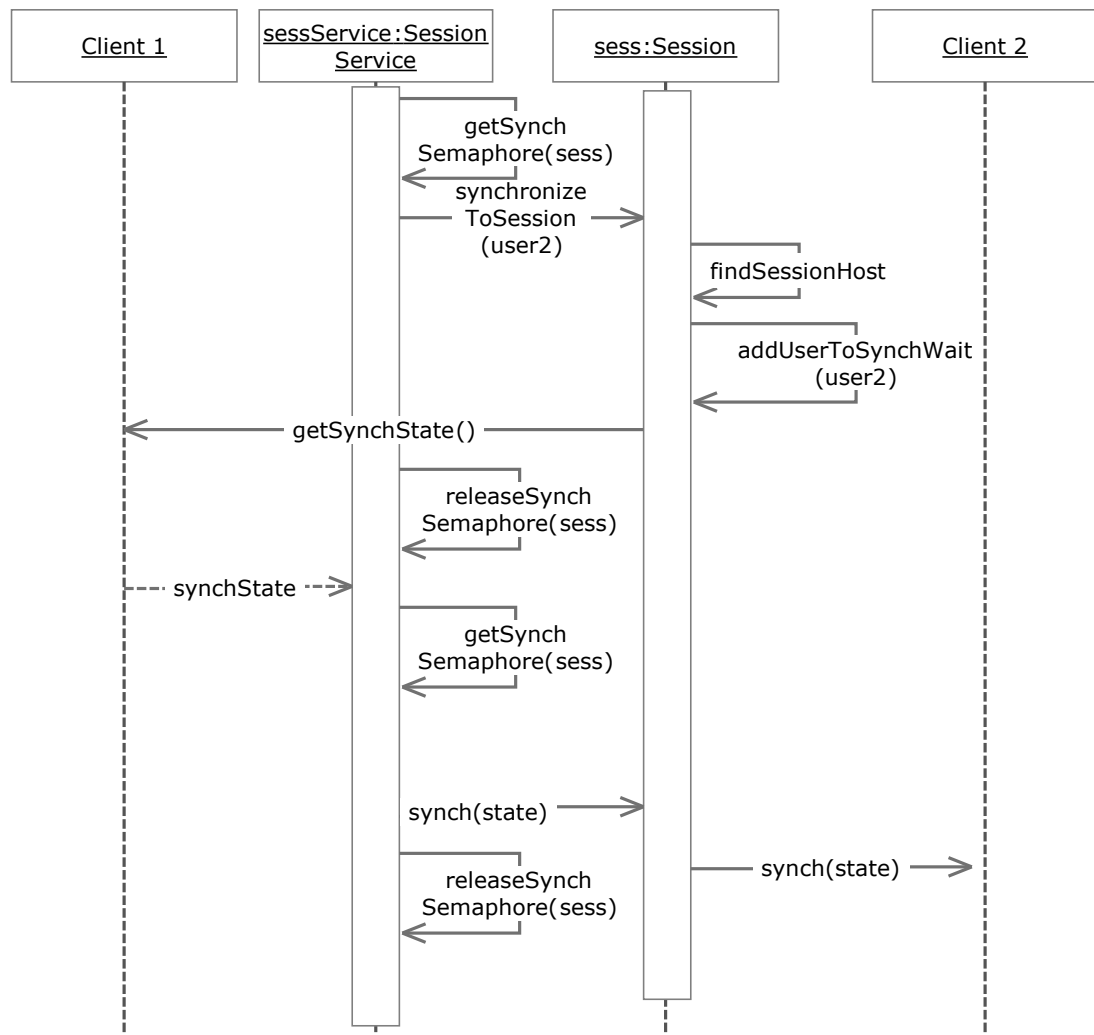 Client 1
sessService:Session
Service
sess:Session
Client 2
getSynch
Semaphore(sess)
synchronize
ToSession
(user2)
findSessionHost
addUserToSynchWait
(user2)
getSynchState()
releaseSynch
Semaphore(sess)
synchState
getSynch
Semaphore(sess)
synch(state)
releaseSynch
Semaphore(sess)
synch(state)